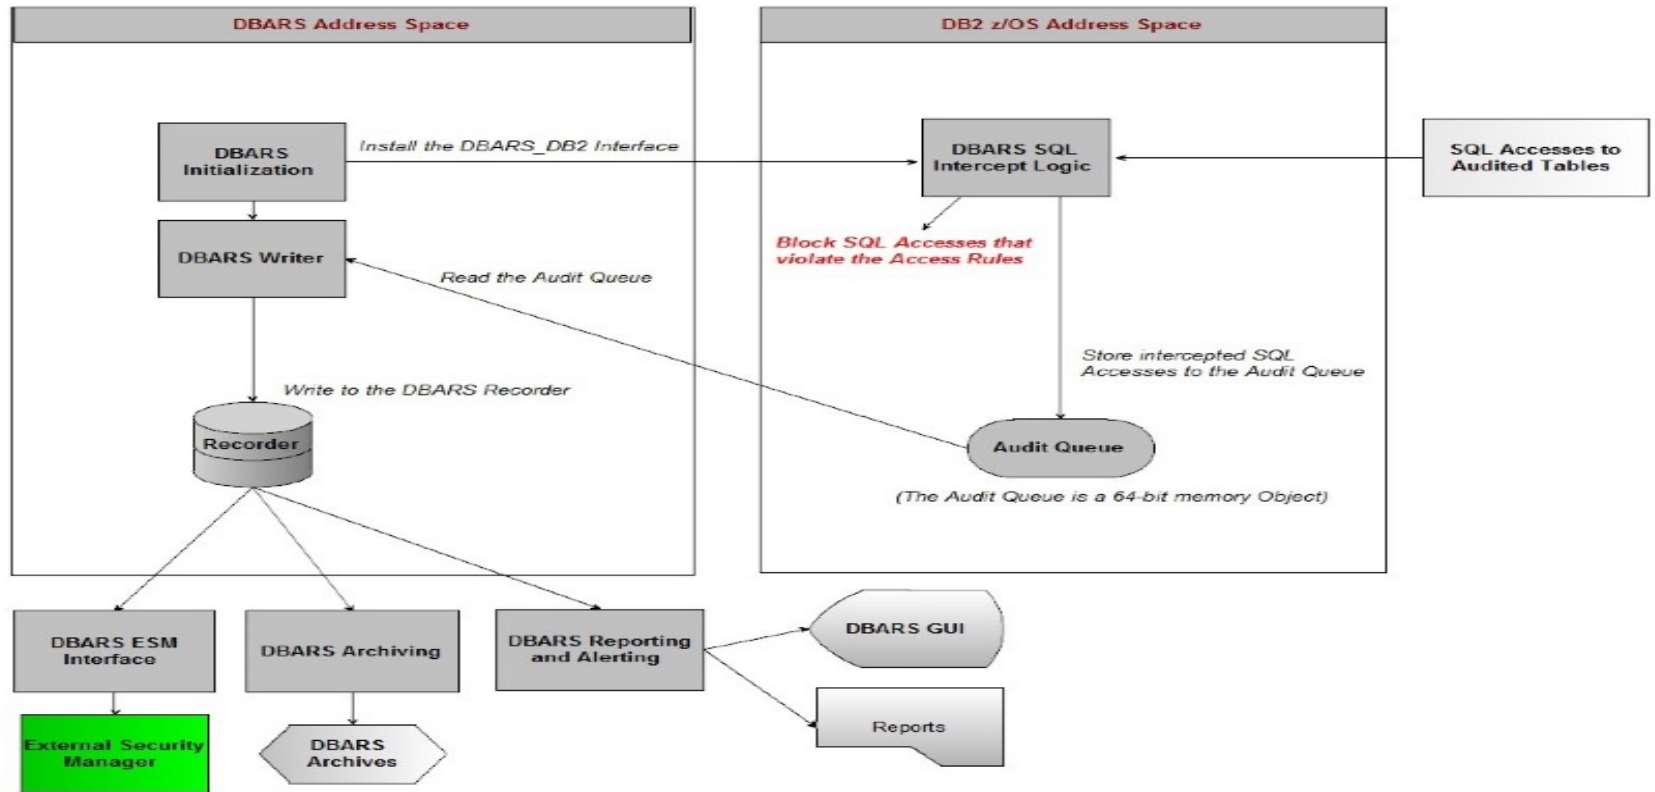 DBARS Address Space
DB2 z/OS Address Space
DBARS
Initialization
Install the DBARS_DB2 Interface
DBARS SQL
Intercept Logic
SQL Accesses to
Audited Tables
DBARS Writer
Block SQL Accesses that
violate the Access Rules
Read the Audit Queue
Store intercepted SQL
Accesses to the Audit Queue
Write to the DBARS Recorder
Recorder
Audit Queue
(The Audit Queue is a 64-bit memory Object)
DBARS ESM
Interface
DBARS Archiving
DBARS Reporting
and Alerting
DBARS GUI
External Security
Manager
DBARS
Archives
Reports